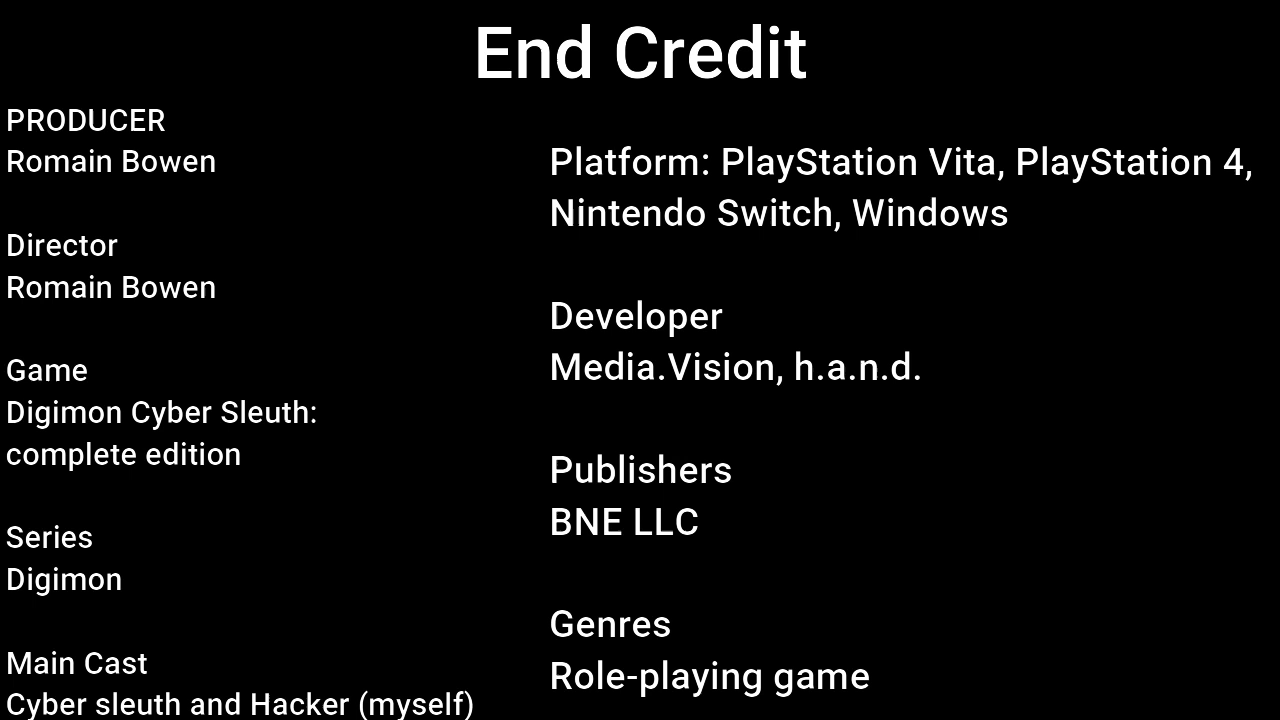 End Credit
PRODUCER
Romain Bowen
Director
Romain Bowen
Game
Digimon Cyber Sleuth:
complete edition
Series
Digimon
Main Cast
Cyber sleuth and Hacker (myself)
Platform: PlayStation Vita, PlayStation 4,
Nintendo Switch, Windows
Developer
Media.Vision, h.a.n.d.
Publishers
BNE LLC
Genres
Role-playing game